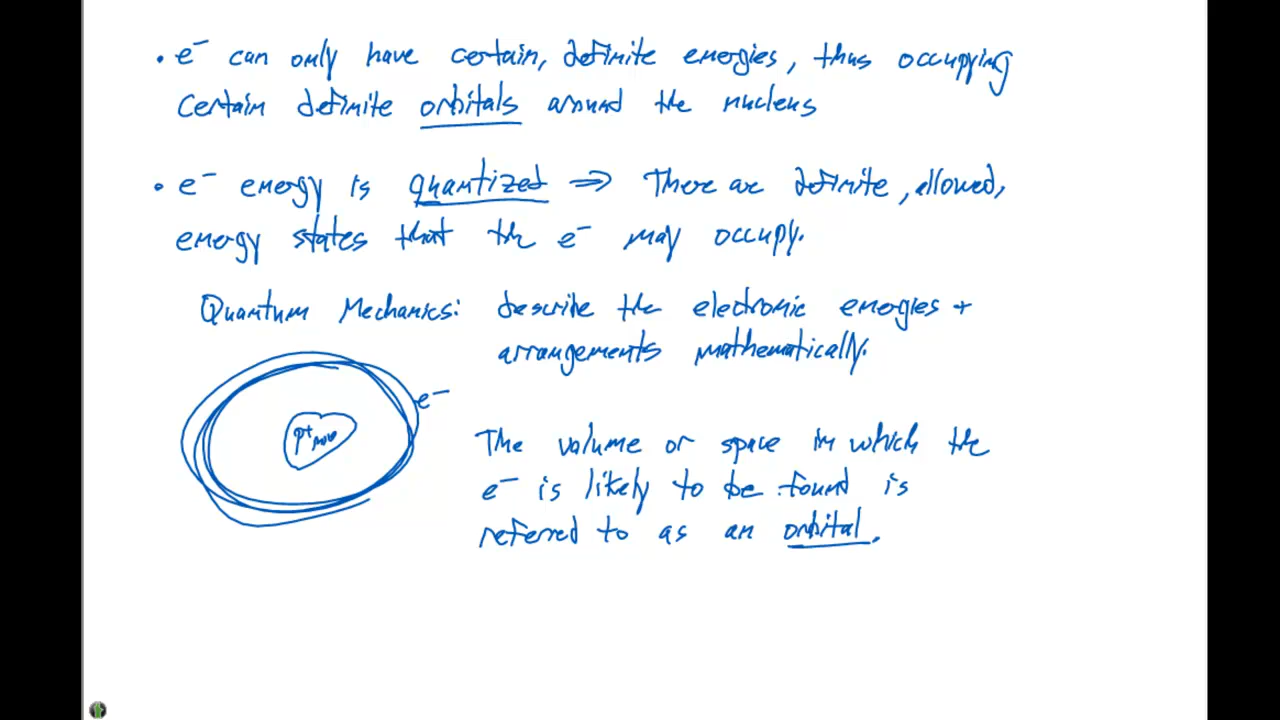 • e⁻ can only have certain, definite energies, thus occupying
certain definite orbitals around the nucleus
• e⁻ energy is quantized ⇒ There are definite, allowed,
energy states that the e⁻ may occupy.
Quantum Mechanics: describe the electronic energies +
arrangements mathematically.
e⁻
p⁺
The volume or space in which the
e⁻ is likely to be found is
referred to as an orbital.